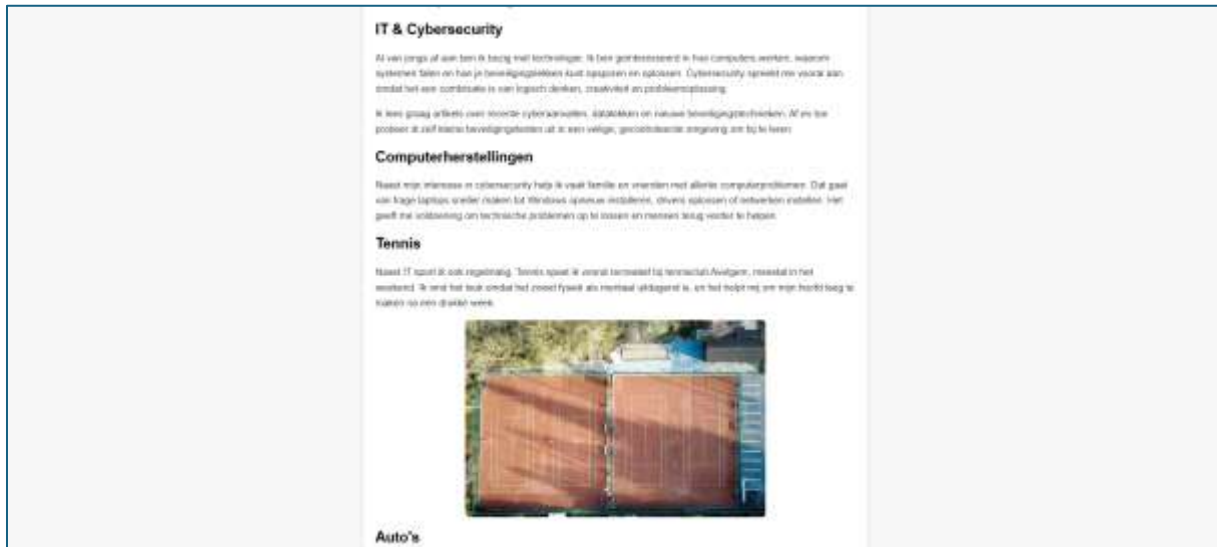 IT & Cybersecurity
Al van jongs af aan ben ik bezig met technologie. Ik ben geïnteresseerd in hoe computers werken, waarom
systemen falen en hoe je beveiligingslekken kunt opsporen en oplossen. Cybersecurity spreekt me vooral aan
omdat het een combinatie is van logisch denken, creativiteit en probleemoplossing.
Ik lees graag artikels over recente cyberaanvallen, datalekken en nieuwe beveiligingstechnieken. Af en toe
probeer ik zelf kleine beveiligingstesten uit in een veilige, gecontroleerde omgeving om bij te leren.
Computerherstellingen
Naast mijn interesse in cybersecurity help ik vaak familie en vrienden met allerlei computerproblemen. Dat gaat
van trage laptops sneller maken tot Windows opnieuw installeren, drivers oplossen of netwerken instellen. Het
geeft me voldoening om technische problemen op te lossen en mensen terug verder te helpen.
Tennis
Naast IT sport ik ook regelmatig. Tennis speel ik vooral recreatief bij tennisclub Avelgem, meestal in het
weekend. Ik vind het leuk omdat het zowel fysiek als mentaal uitdagend is, en het helpt mij om mijn hoofd leeg te
maken na een drukke week.
Auto's